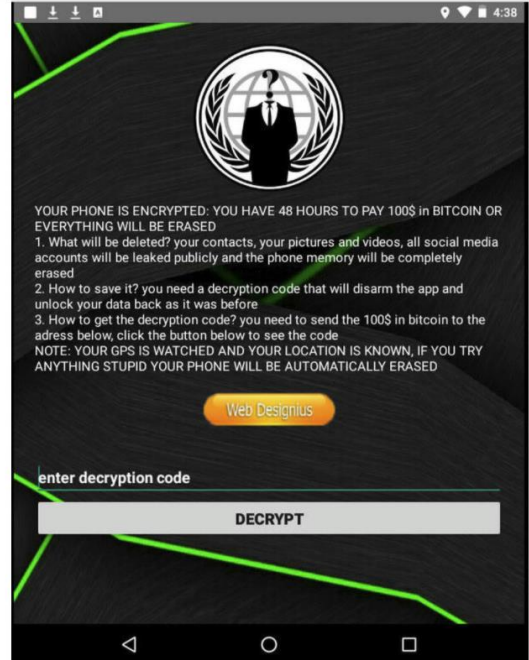 4:38
YOUR PHONE IS ENCRYPTED: YOU HAVE 48 HOURS TO PAY 100$ in BITCOIN OR
EVERYTHING WILL BE ERASED
1. What will be deleted? your contacts, your pictures and videos, all social media
accounts will be leaked publicly and the phone memory will be completely
erased
2. How to save it? you need a decryption code that will disarm the app and
unlock your data back as it was before
3. How to get the decryption code? you need to send the 100$ in bitcoin to the
adress below, click the button below to see the code
NOTE: YOUR GPS IS WATCHED AND YOUR LOCATION IS KNOWN, IF YOU TRY
ANYTHING STUPID YOUR PHONE WILL BE AUTOMATICALLY ERASED
Web Designius
enter decryption code
DECRYPT